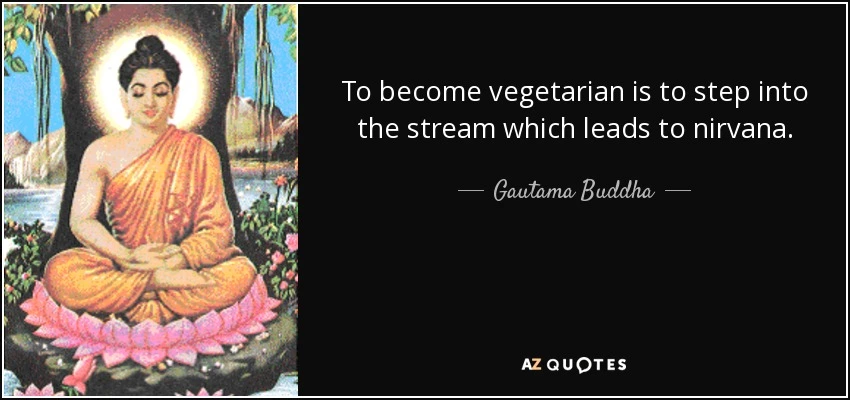 To become vegetarian is to step into
the stream which leads to nirvana.
Gautama Buddha
AZ QUOTES